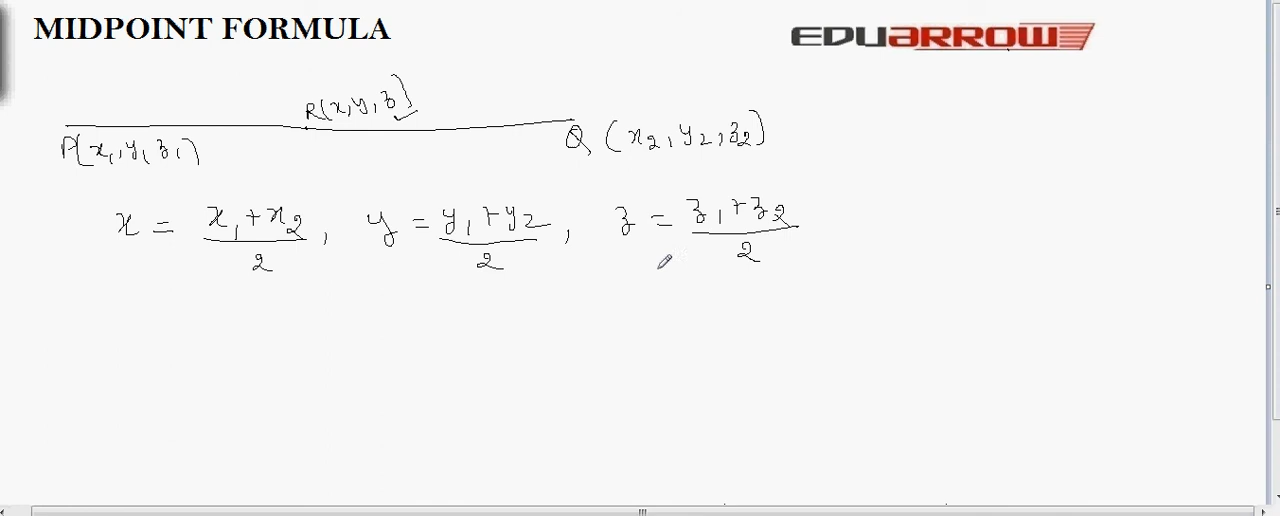 MIDPOINT FORMULA
EDUARROW
R(x,y,z)
P(x₁,y₁,z₁) Q(x₂,y₂,z₂)
x = (x₁+x₂)/2, y = (y₁+y₂)/2, z = (z₁+z₂)/2